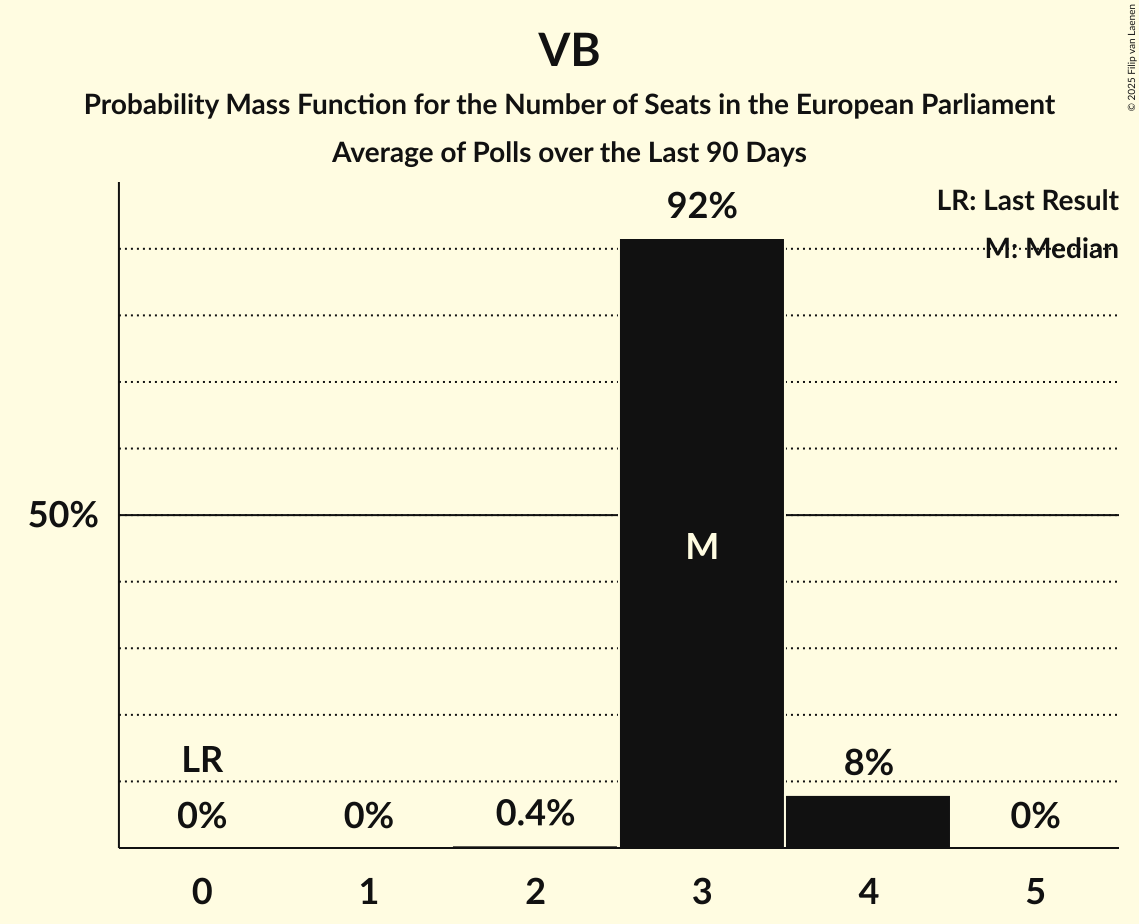 VB
Probability Mass Function for the Number of Seats in the European Parliament
Average of Polls over the Last 90 Days
© 2025 Filip van Laenen
LR: Last Result
M: Median
92%
50%
M
LR
8%
0%
0%
0.4%
0%
0
1
2
3
4
5